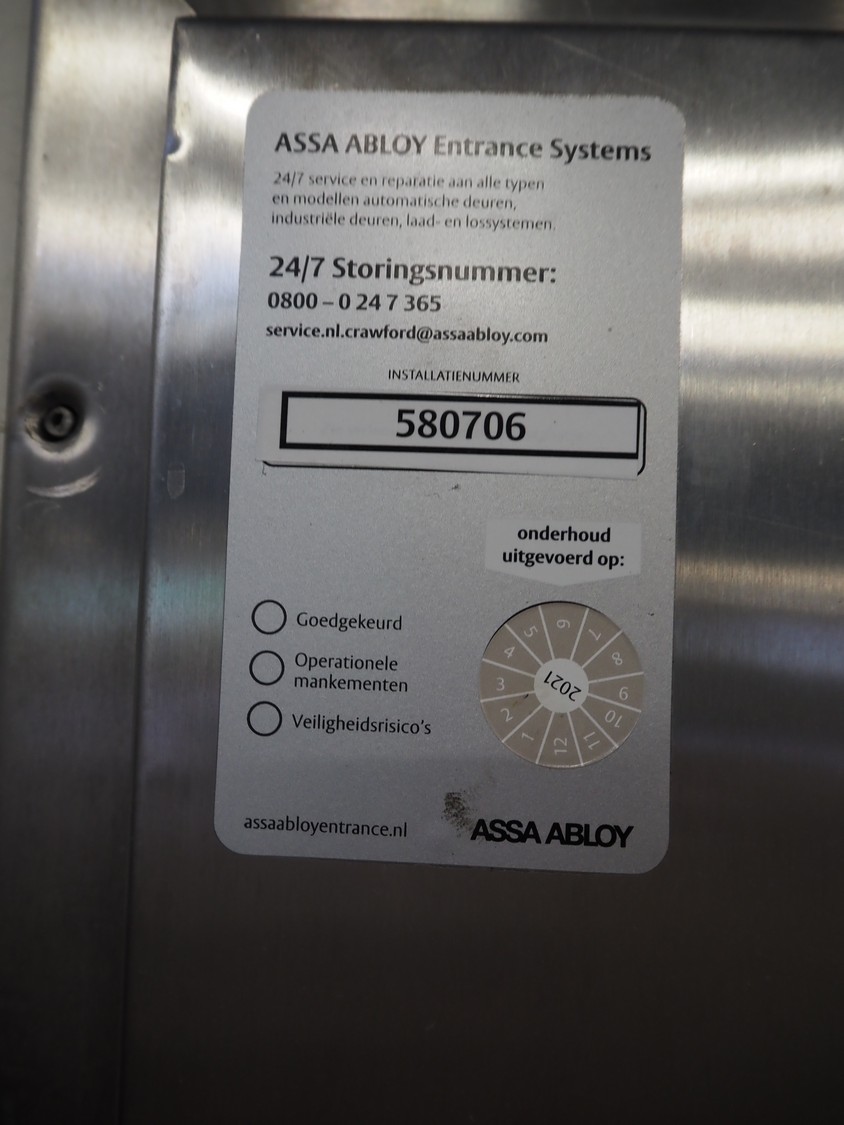 ASSA ABLOY Entrance Systems
24/7 service en reparatie aan alle typen
en modellen automatische deuren,
industriële deuren, laad- en lossystemen.
24/7 Storingsnummer:
0800 – 0 24 7 365
service.nl.crawford@assaabloy.com
INSTALLATIENUMMER
580706
onderhoud
uitgevoerd op:
Goedgekeurd
Operationele
mankementen
Veiligheidsrisico's
1 2 3 4 5 6 7 8 9 10 11 12
2021
assaabloyentrance.nl
ASSA ABLOY